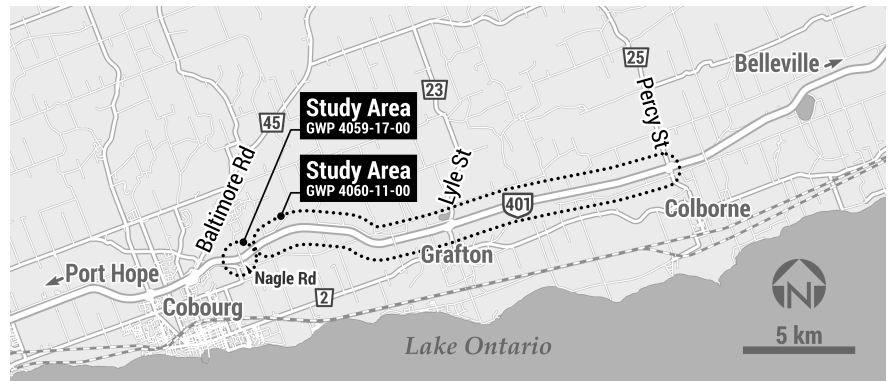 23
25
Belleville
Study Area
GWP 4059-17-00
45
Percy St
Study Area
GWP 4060-11-00
Lyle St
Baltimore Rd
401
Colborne
Grafton
Port Hope
Nagle Rd
2
Cobourg
N
5 km
Lake Ontario